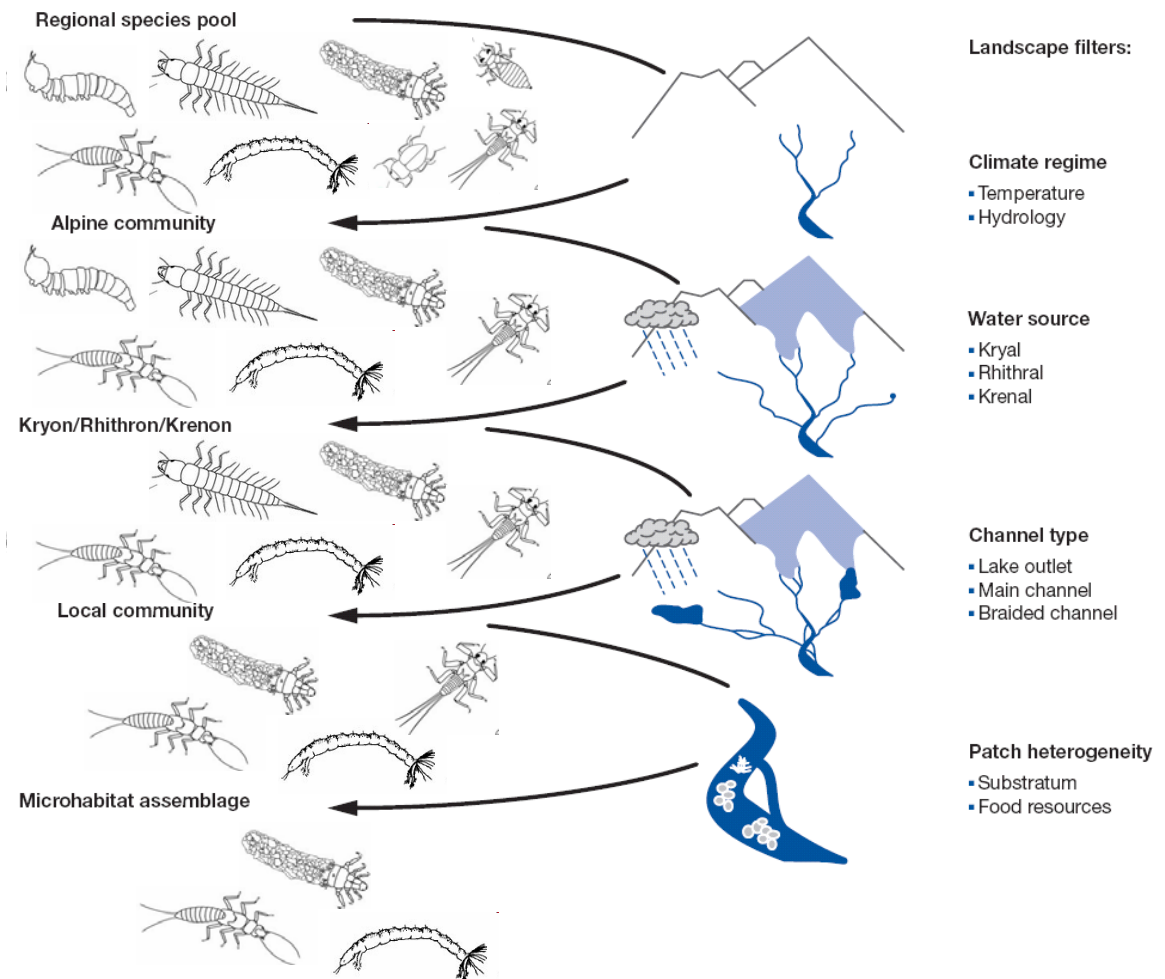 Regional species pool
Landscape filters:
Climate regime
▪ Temperature
▪ Hydrology
Alpine community
Water source
▪ Kryal
▪ Rhithral
▪ Krenal
Kryon/Rhithron/Krenon
Channel type
▪ Lake outlet
▪ Main channel
▪ Braided channel
Local community
Patch heterogeneity
▪ Substratum
▪ Food resources
Microhabitat assemblage